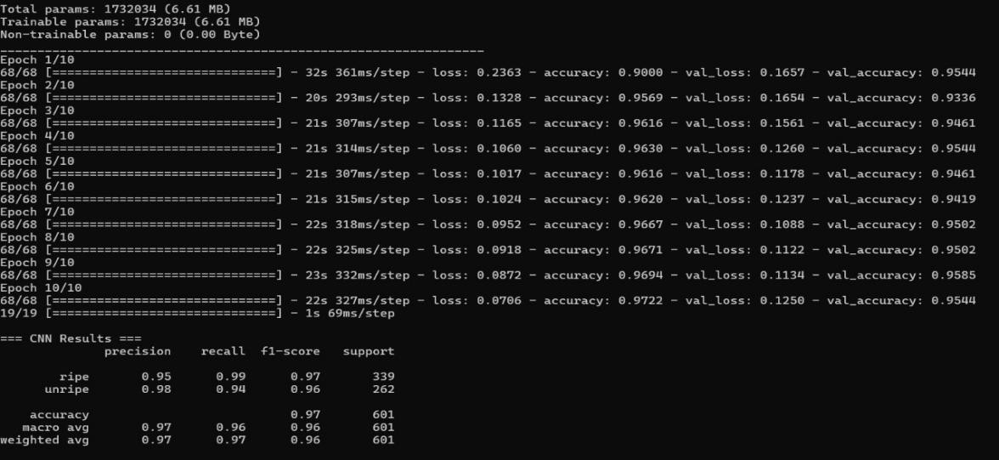 Total params: 1732034 (6.61 MB)
Trainable params: 1732034 (6.61 MB)
Non-trainable params: 0 (0.00 Byte)
_________________________________________________________________
Epoch 1/10
68/68 [==============================] - 32s 361ms/step - loss: 0.2363 - accuracy: 0.9000 - val_loss: 0.1657 - val_accuracy: 0.9544
Epoch 2/10
68/68 [==============================] - 20s 293ms/step - loss: 0.1328 - accuracy: 0.9569 - val_loss: 0.1654 - val_accuracy: 0.9336
Epoch 3/10
68/68 [==============================] - 21s 307ms/step - loss: 0.1165 - accuracy: 0.9616 - val_loss: 0.1561 - val_accuracy: 0.9461
Epoch 4/10
68/68 [==============================] - 21s 314ms/step - loss: 0.1060 - accuracy: 0.9630 - val_loss: 0.1260 - val_accuracy: 0.9544
Epoch 5/10
68/68 [==============================] - 21s 307ms/step - loss: 0.1017 - accuracy: 0.9616 - val_loss: 0.1178 - val_accuracy: 0.9461
Epoch 6/10
68/68 [==============================] - 21s 315ms/step - loss: 0.1024 - accuracy: 0.9620 - val_loss: 0.1237 - val_accuracy: 0.9419
Epoch 7/10
68/68 [==============================] - 22s 318ms/step - loss: 0.0952 - accuracy: 0.9667 - val_loss: 0.1088 - val_accuracy: 0.9502
Epoch 8/10
68/68 [==============================] - 22s 325ms/step - loss: 0.0918 - accuracy: 0.9671 - val_loss: 0.1122 - val_accuracy: 0.9502
Epoch 9/10
68/68 [==============================] - 23s 332ms/step - loss: 0.0872 - accuracy: 0.9694 - val_loss: 0.1134 - val_accuracy: 0.9585
Epoch 10/10
68/68 [==============================] - 22s 327ms/step - loss: 0.0706 - accuracy: 0.9722 - val_loss: 0.1250 - val_accuracy: 0.9544
19/19 [==============================] - 1s 69ms/step
=== CNN Results ===
precision recall f1-score support
ripe 0.95 0.99 0.97 339
unripe 0.98 0.94 0.96 262
accuracy 0.97 601
macro avg 0.97 0.96 0.96 601
weighted avg 0.97 0.97 0.96 601